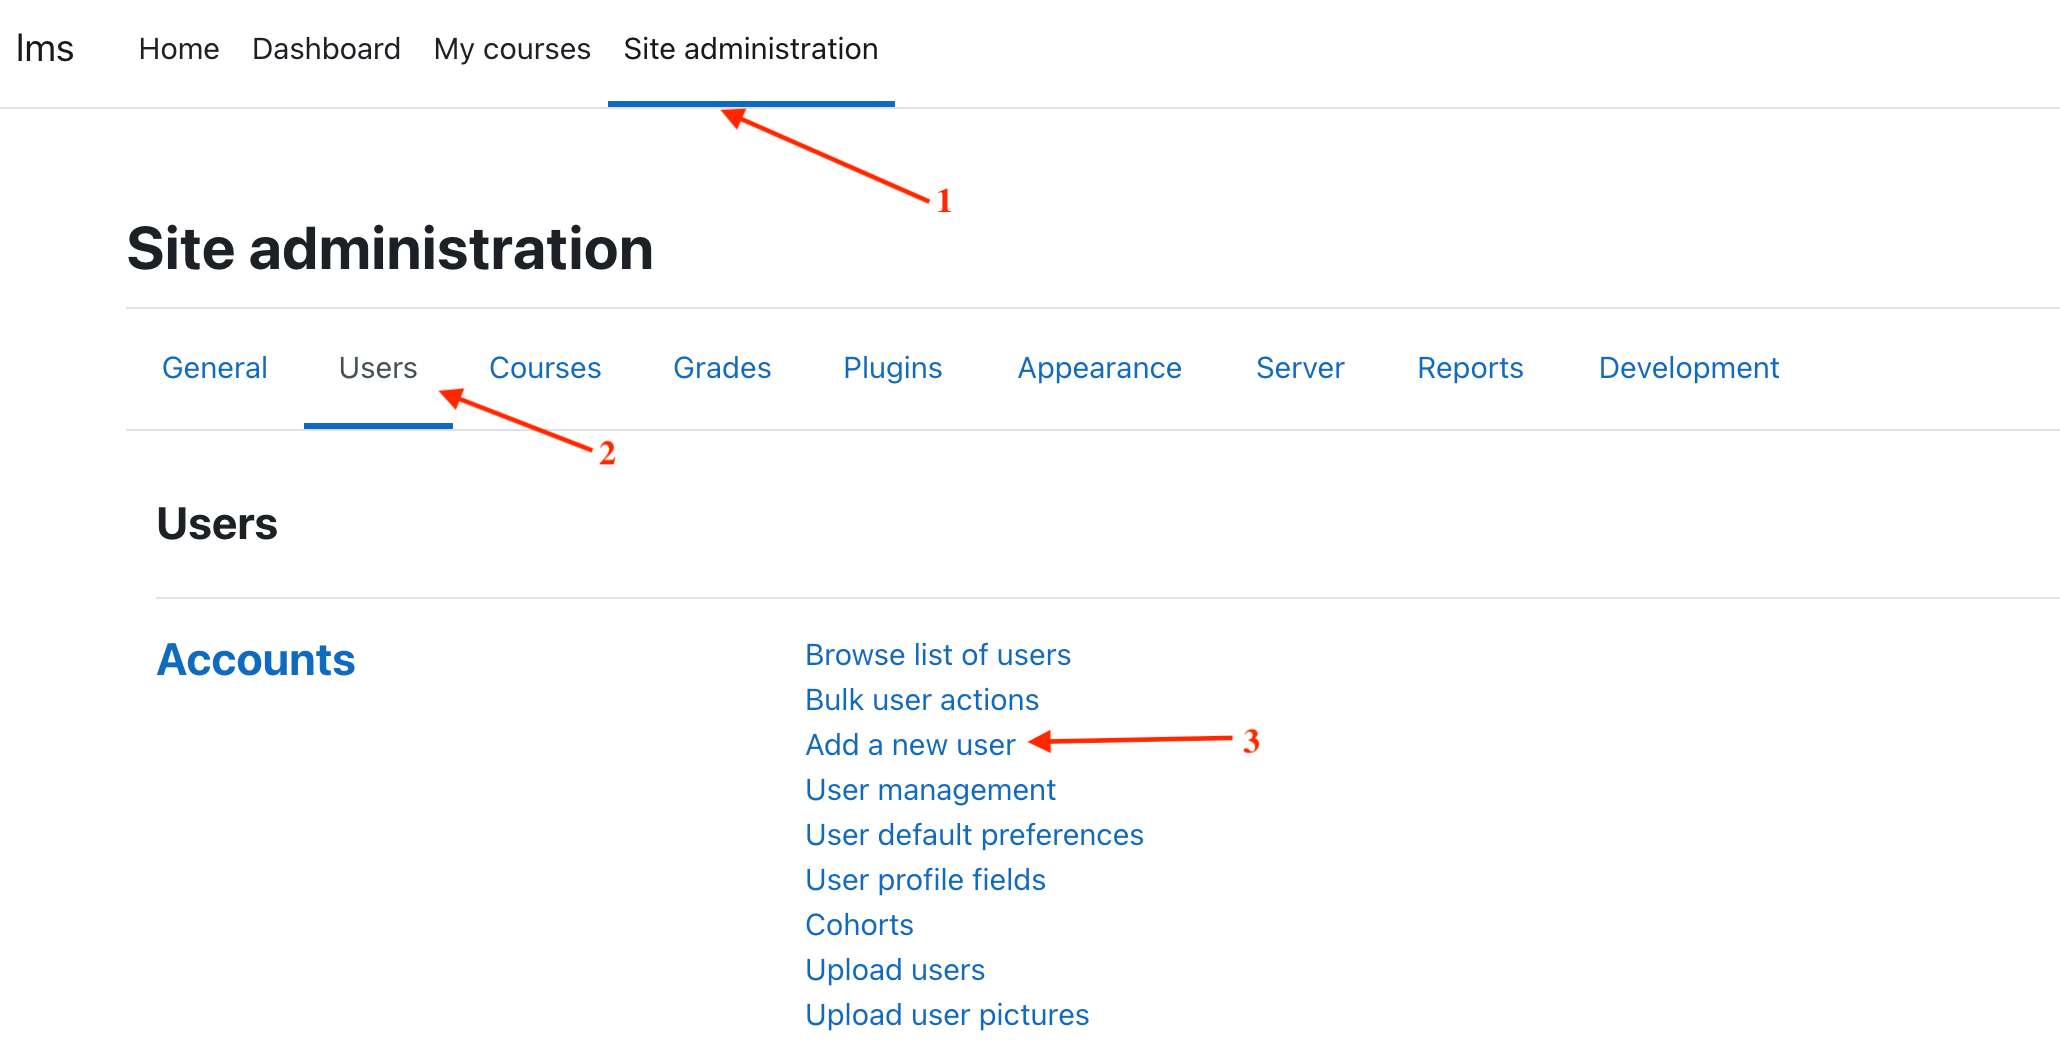 lms Home Dashboard My courses Site administration
1
Site administration
General Users Courses Grades Plugins Appearance Server Reports Development
2
Users
Accounts
Browse list of users
Bulk user actions
Add a new user 3
User management
User default preferences
User profile fields
Cohorts
Upload users
Upload user pictures